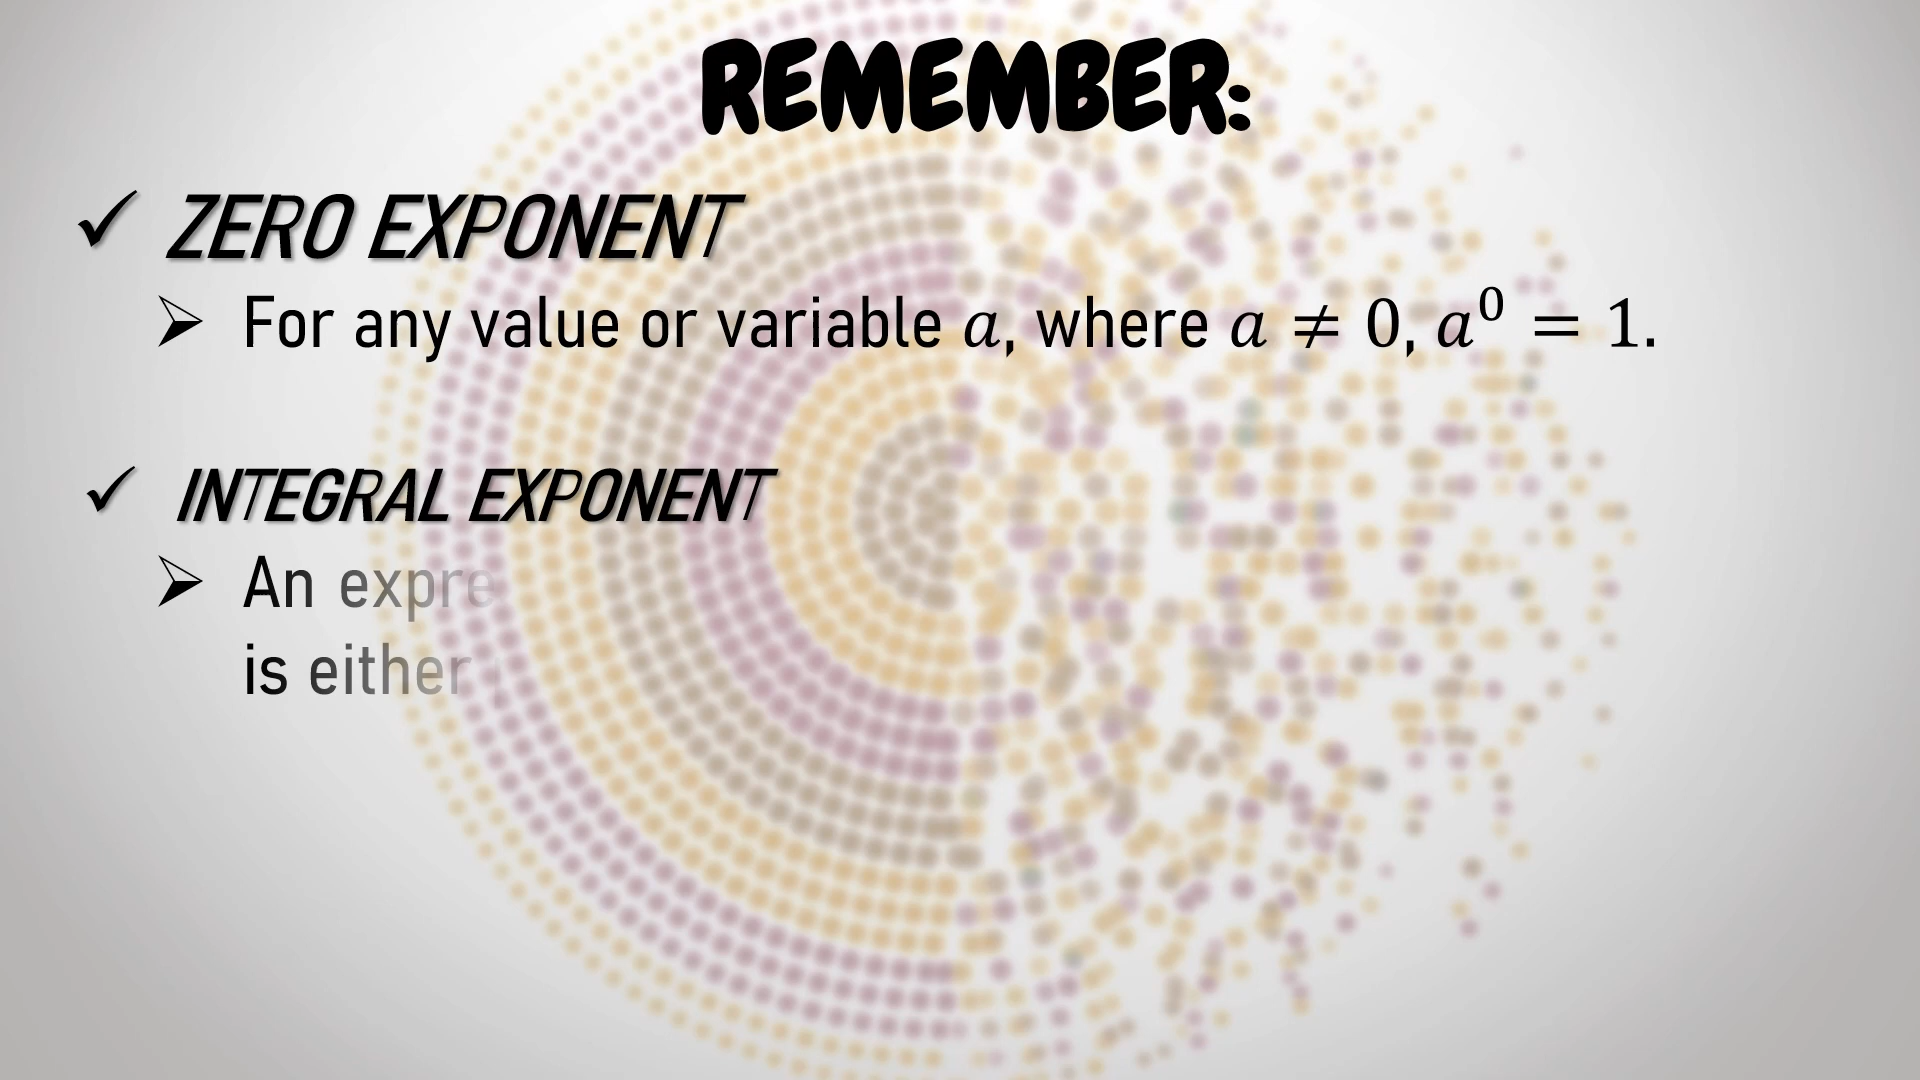 REMEMBER:
✓ ZERO EXPONENT
➢ For any value or variable a, where a ≠ 0, a⁰ = 1.
✓ INTEGRAL EXPONENT
➢ An expre
is either